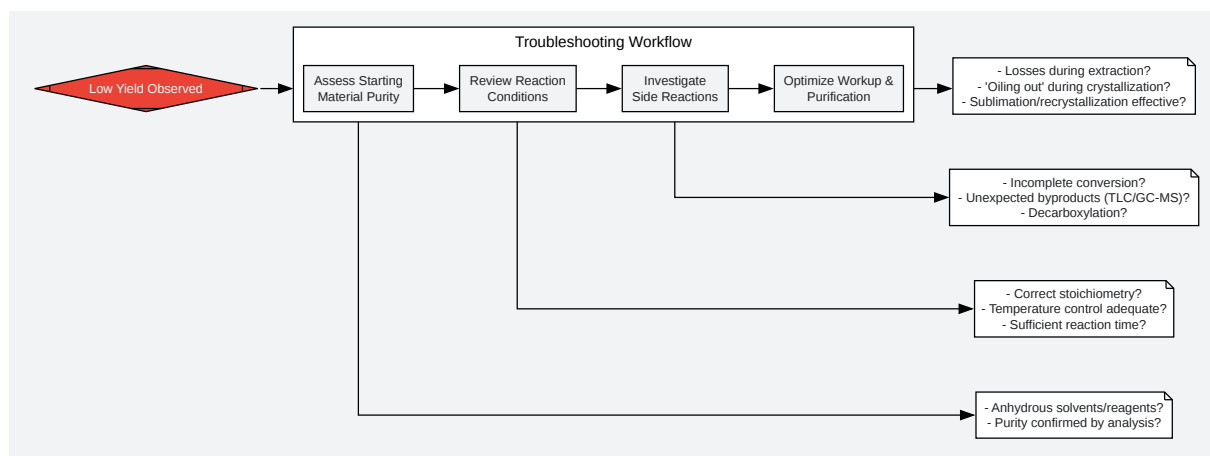 Troubleshooting Workflow
Low Yield Observed
Assess Starting
Material Purity
Review Reaction
Conditions
Investigate
Side Reactions
Optimize Workup &
Purification
- Losses during extraction?
- 'Oiling out' during crystallization?
- Sublimation/recrystallization effective?
- Incomplete conversion?
- Unexpected byproducts (TLC/GC-MS)?
- Decarboxylation?
- Correct stoichiometry?
- Temperature control adequate?
- Sufficient reaction time?
- Anhydrous solvents/reagents?
- Purity confirmed by analysis?